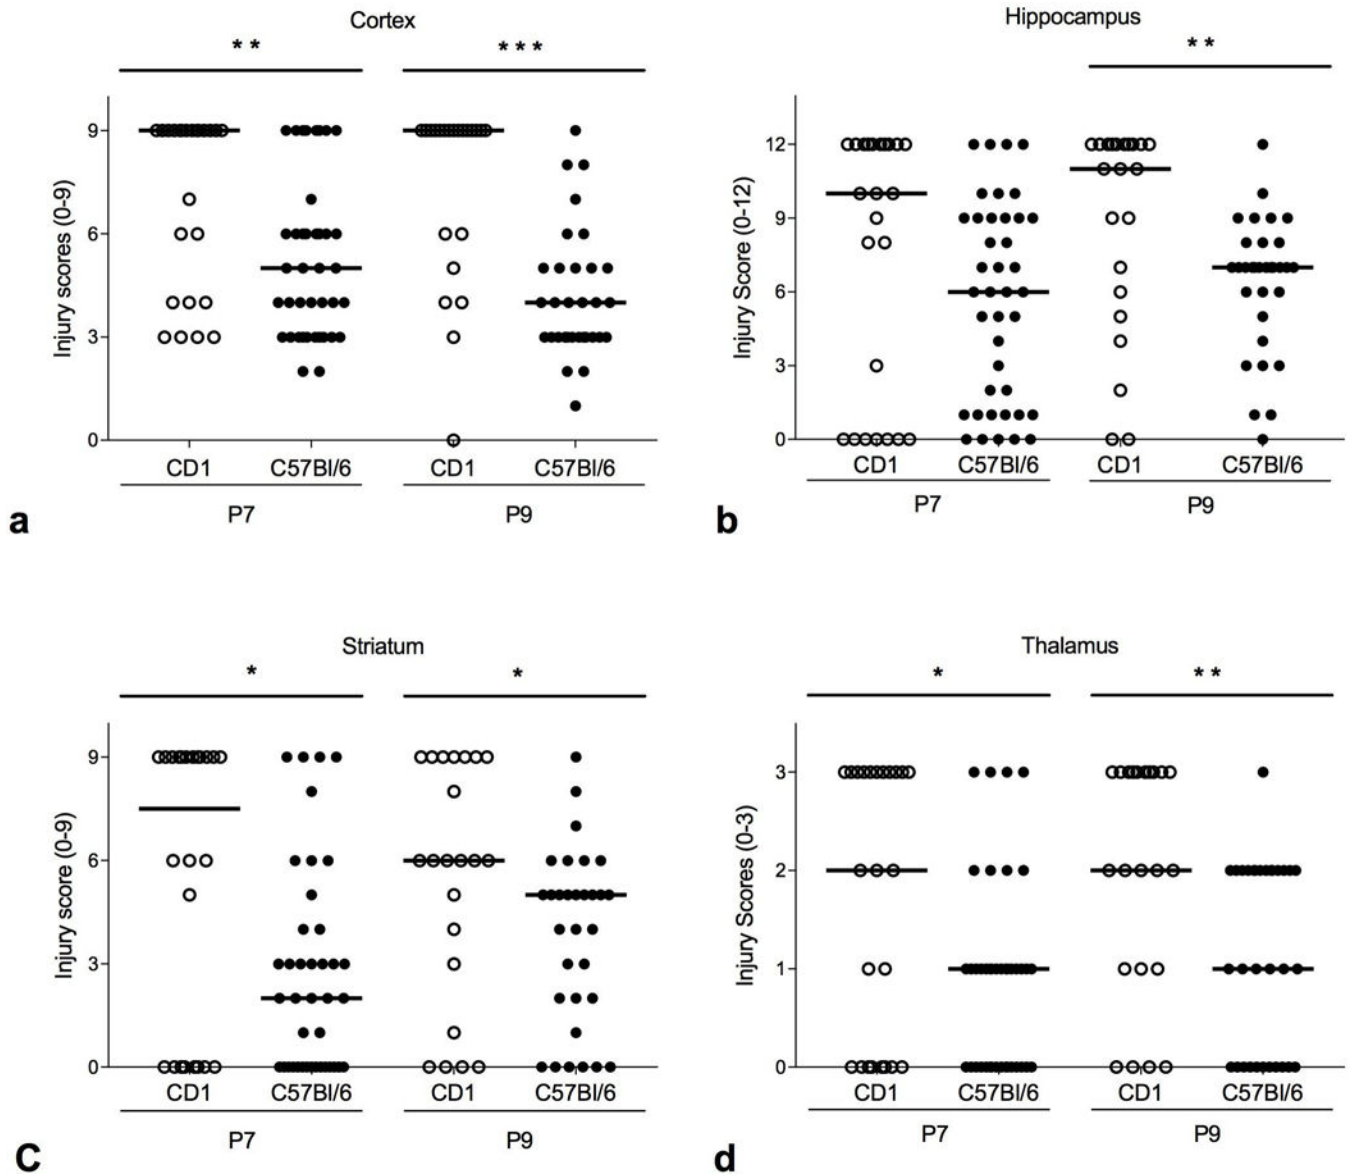 Cortex
** ***
Injury scores (0-9)
9
6
3
0
CD1 C57Bl/6 CD1 C57Bl/6
P7 P9
a
Hippocampus
**
Injury Score (0-12)
12
9
6
3
0
CD1 C57Bl/6 CD1 C57Bl/6
P7 P9
b
Striatum
* *
Injury score (0-9)
9
6
3
0
CD1 C57Bl/6 CD1 C57Bl/6
P7 P9
C
Thalamus
* **
Injury Scores (0-3)
3
2
1
0
CD1 C57Bl/6 CD1 C57Bl/6
P7 P9
d